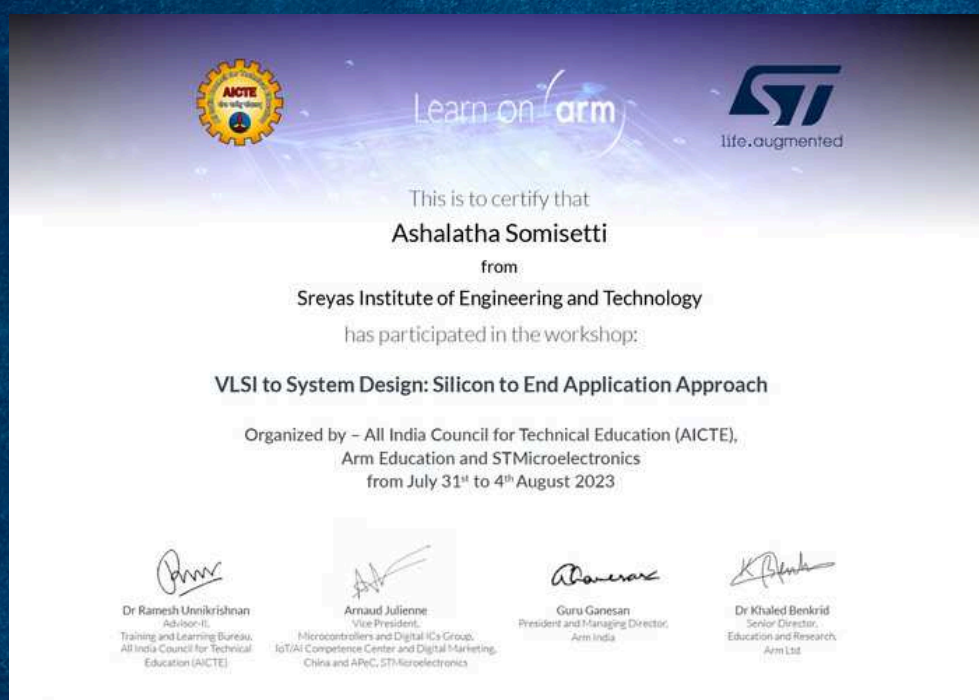 AICTE
Learn on arm
ST
life.augmented
This is to certify that
Ashalatha Somisetti
from
Sreyas Institute of Engineering and Technology
has participated in the workshop:
VLSI to System Design: Silicon to End Application Approach
Organized by – All India Council for Technical Education (AICTE),
Arm Education and STMicroelectronics
from July 31st to 4th August 2023
Dr Ramesh Unnikrishnan
Advisor-II,
Training and Learning Bureau,
All India Council for Technical
Education (AICTE)
Arnaud Julienne
Vice President,
Microcontrollers and Digital ICs Group,
IoT/AI Competence Center and Digital Marketing,
China and APeC, STMicroelectronics
Guru Ganesan
President and Managing Director,
Arm India
Dr Khaled Benkrid
Senior Director,
Education and Research,
Arm Ltd